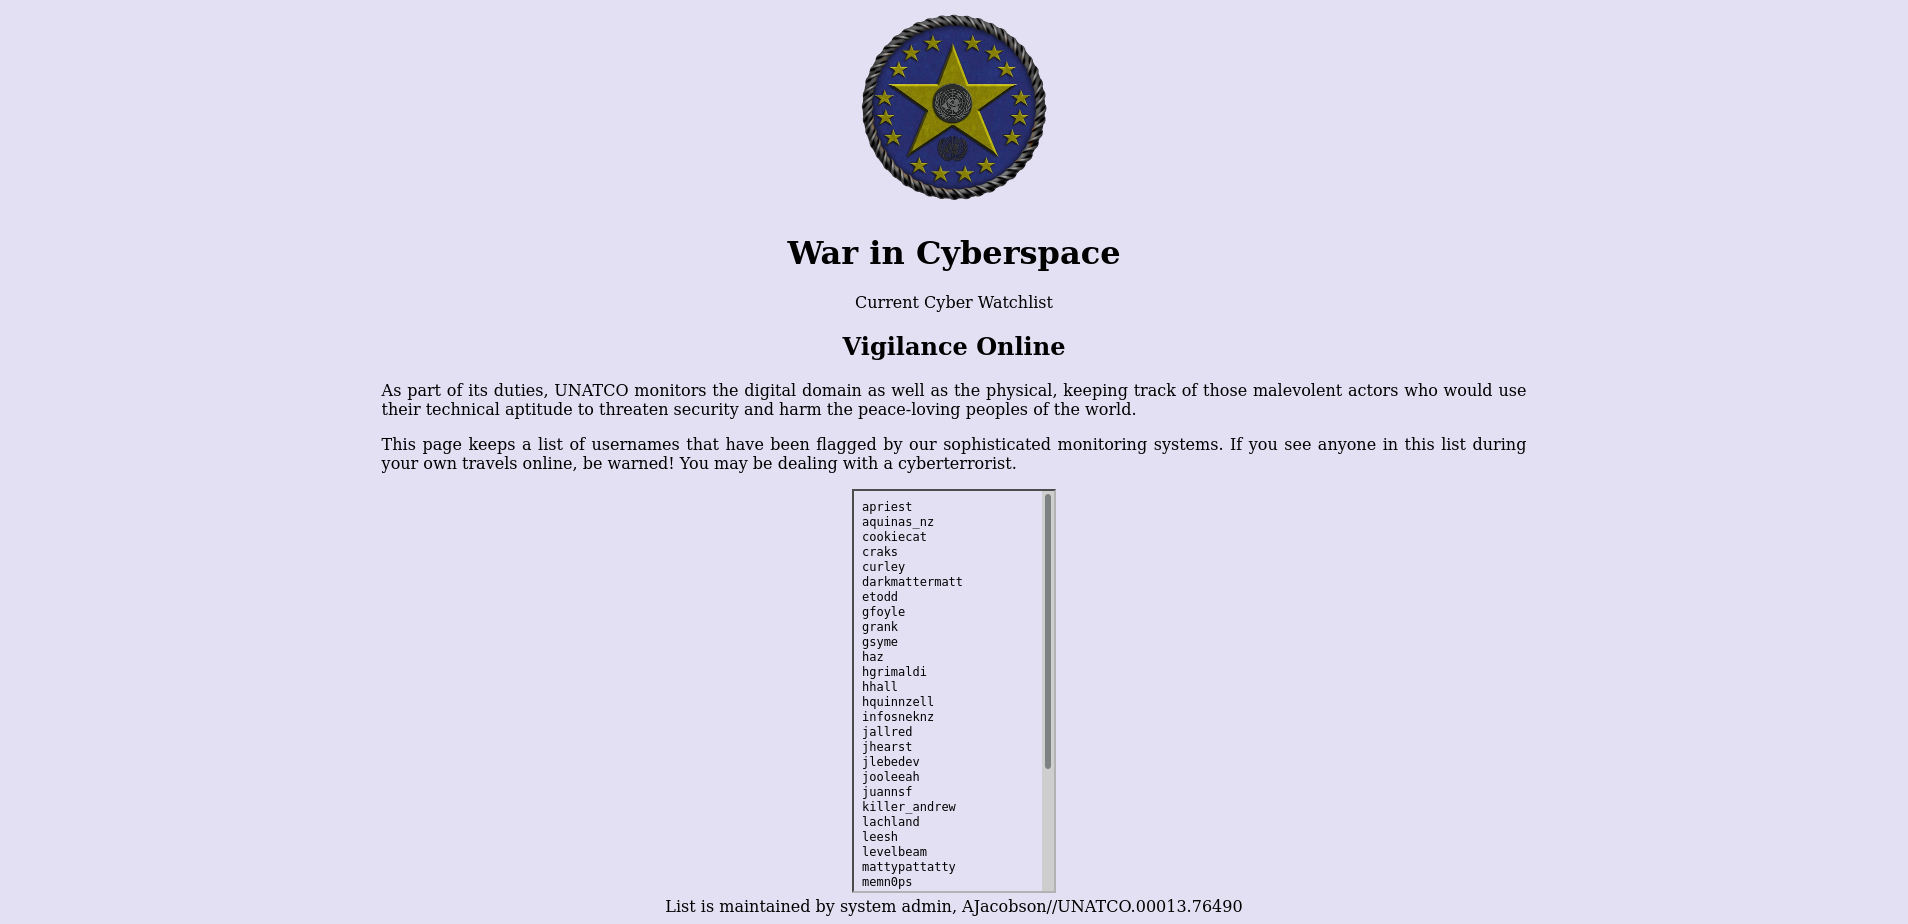 War in Cyberspace
Current Cyber Watchlist
Vigilance Online
As part of its duties, UNATCO monitors the digital domain as well as the physical, keeping track of those malevolent actors who would use
their technical aptitude to threaten security and harm the peace-loving peoples of the world.
This page keeps a list of usernames that have been flagged by our sophisticated monitoring systems. If you see anyone in this list during
your own travels online, be warned! You may be dealing with a cyberterrorist.
apriest
aquinas_nz
cookiecat
craks
curley
darkmattermatt
etodd
gfoyle
grank
gsyme
haz
hgrimaldi
hhall
hquinnzell
infosneknz
jallred
jhearst
jlebedev
jooleeah
juannsf
killer_andrew
lachland
leesh
levelbeam
mattypattatty
memn0ps
List is maintained by system admin, AJacobson//UNATCO.00013.76490